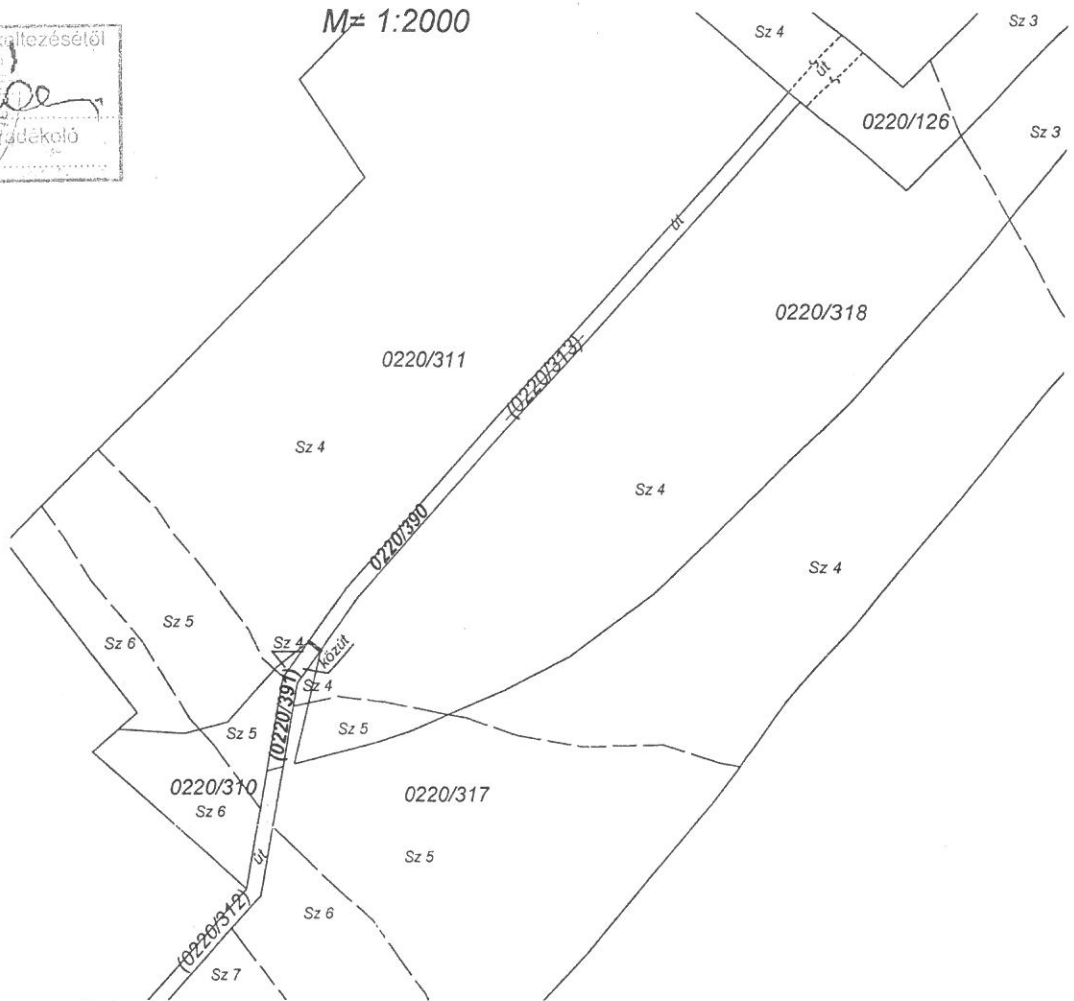 M= 1:2000
Sz 4
Sz 3
út
0220/126
Sz 3
út
0220/318
0220/311
(0220/313)
Sz 4
Sz 4
0220/390
Sz 4
Sz 5
Sz 6
Sz 4
közút
Sz 4
(0220/391)
Sz 5
Sz 5
0220/310
0220/317
Sz 6
Sz 5
út
Sz 6
(0220/312)
Sz 7